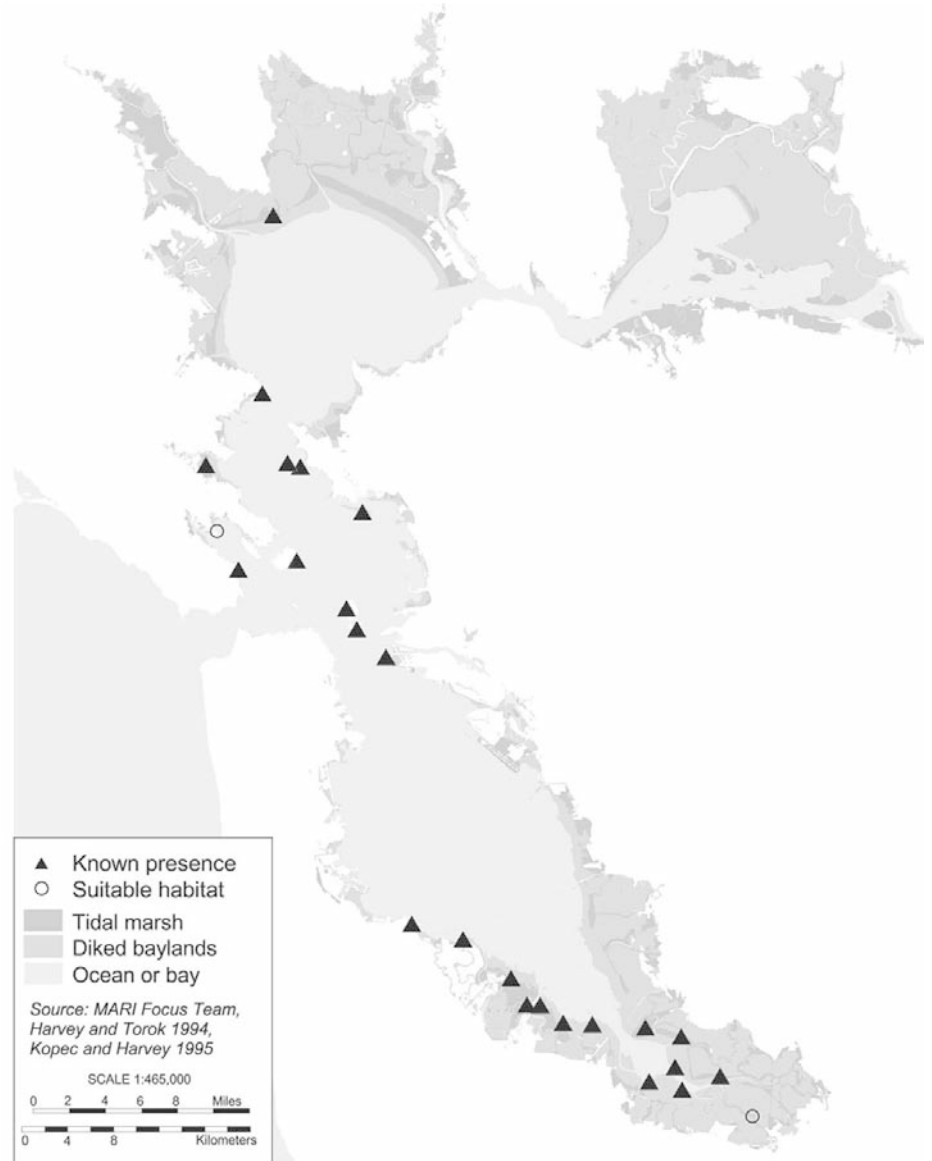 Known presence
Suitable habitat
Tidal marsh
Diked baylands
Ocean or bay
Source: MARI Focus Team,
Harvey and Torok 1994,
Kopec and Harvey 1995
SCALE 1:465,000
0 2 4 6 8 Miles
0 4 8 Kilometers